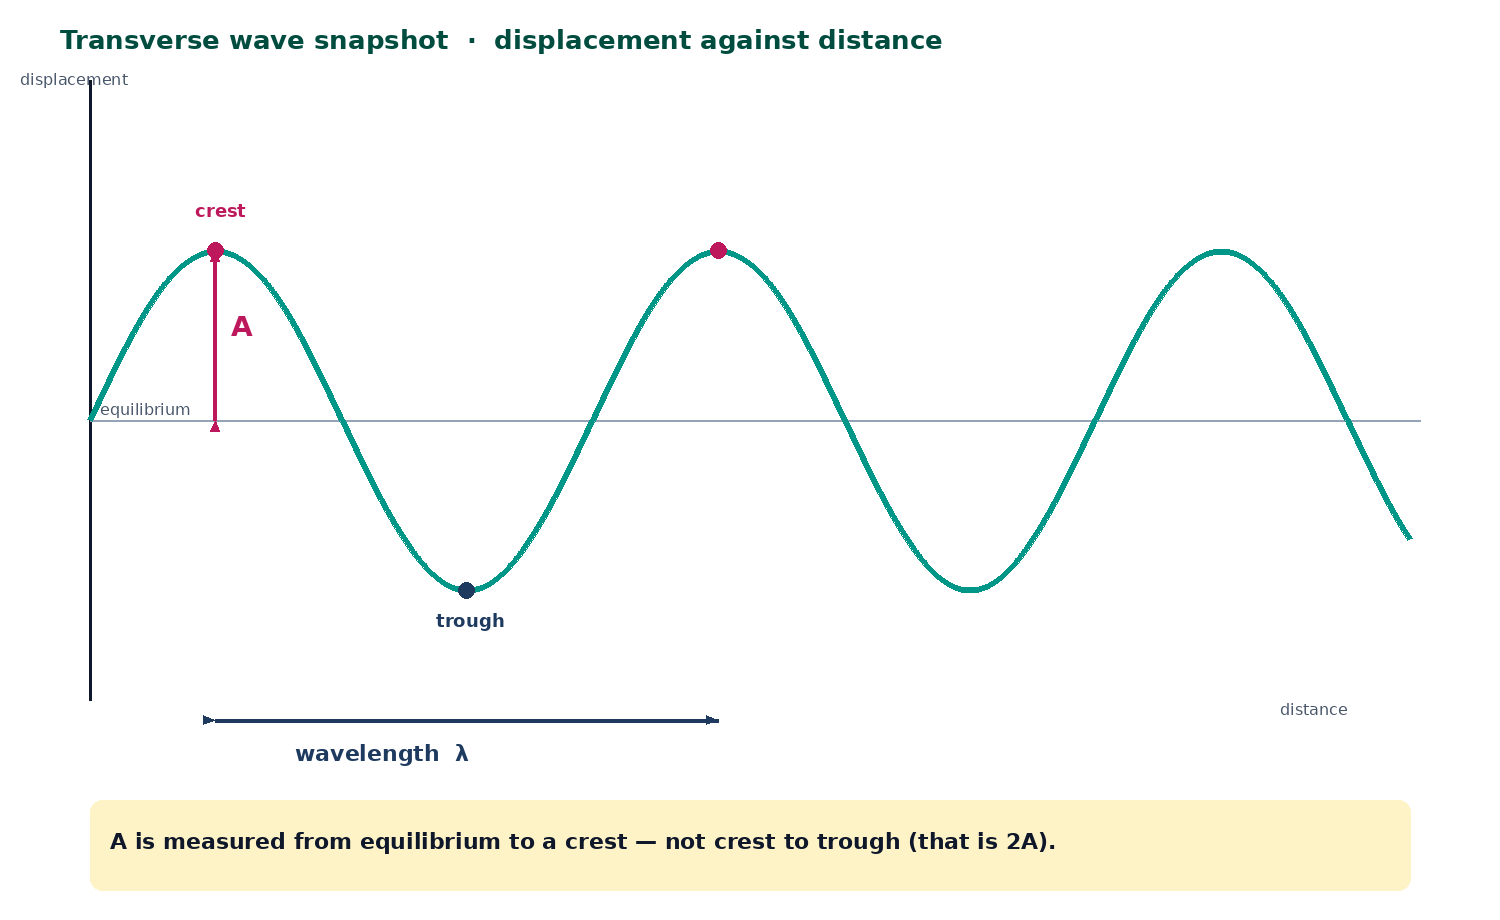 Transverse wave snapshot · displacement against distance
displacement
crest
A
equilibrium
trough
distance
wavelength λ
A is measured from equilibrium to a crest — not crest to trough (that is 2A).